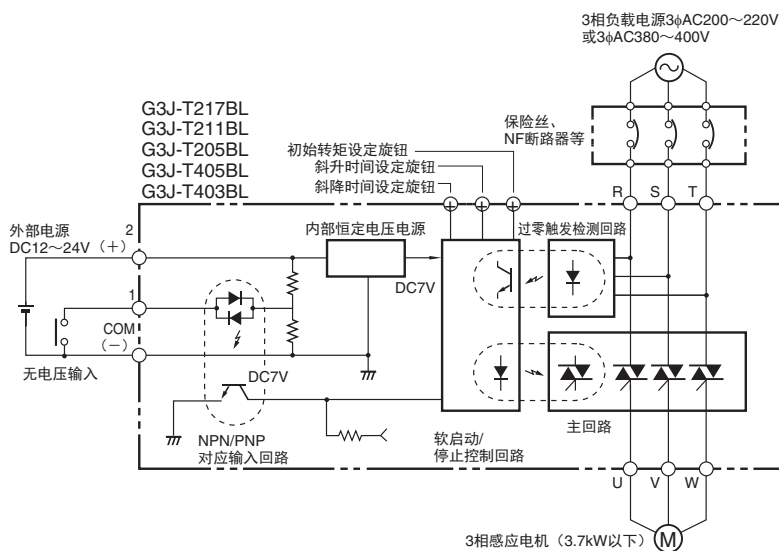 3相负载电源3ϕAC200～220V
或3ϕAC380～400V
G3J-T217BL
G3J-T211BL
G3J-T205BL
G3J-T405BL
G3J-T403BL
保险丝、
NF断路器等
初始转矩设定旋钮
斜升时间设定旋钮
斜降时间设定旋钮
R
S
T
外部电源
DC12～24V（+）
2
内部恒定电压电源
过零触发检测回路
DC7V
1
COM
（−）
无电压输入
DC7V
NPN/PNP
对应输入回路
软启动/
停止控制回路
主回路
U
V
W
3相感应电机（3.7kW以下）
M